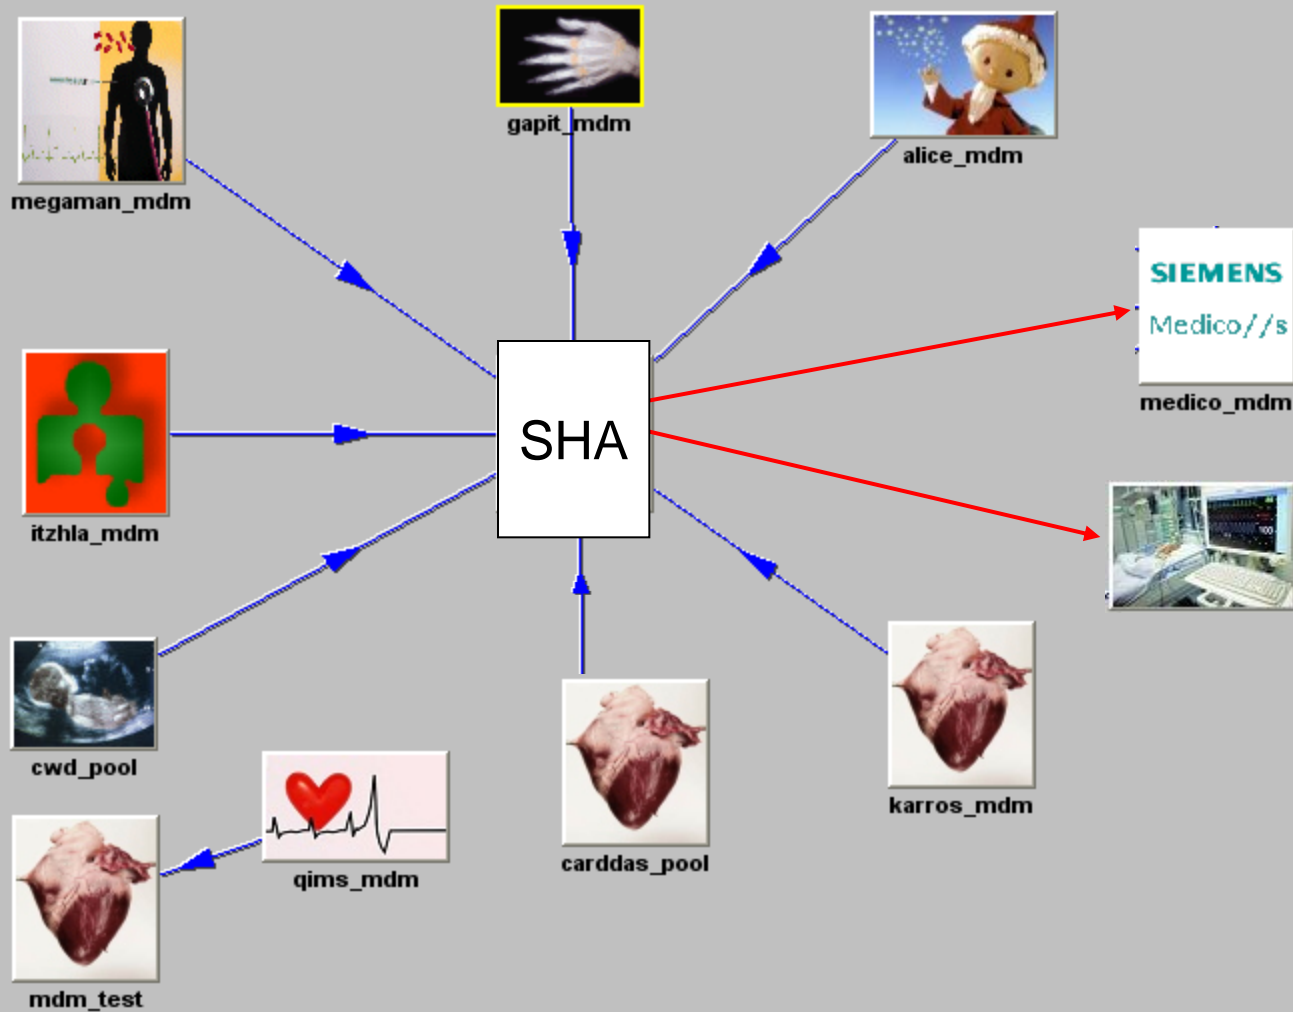 gapit_mdm
alice_mdm
megaman_mdm
SIEMENS
Medico//s
medico_mdm
SHA
itzhla_mdm
cwd_pool
karros_mdm
carddas_pool
qims_mdm
mdm_test